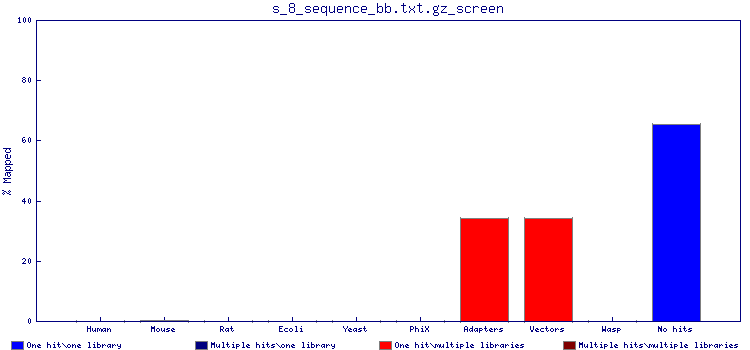 s_8_sequence_bb.txt.gz_screen
100
80
60
40
20
0
% Mapped
Human Mouse Rat Ecoli Yeast PhiX Adapters Vectors Wasp No hits
One hit\one library Multiple hits\one library One hit\multiple libraries Multiple hits\multiple libraries